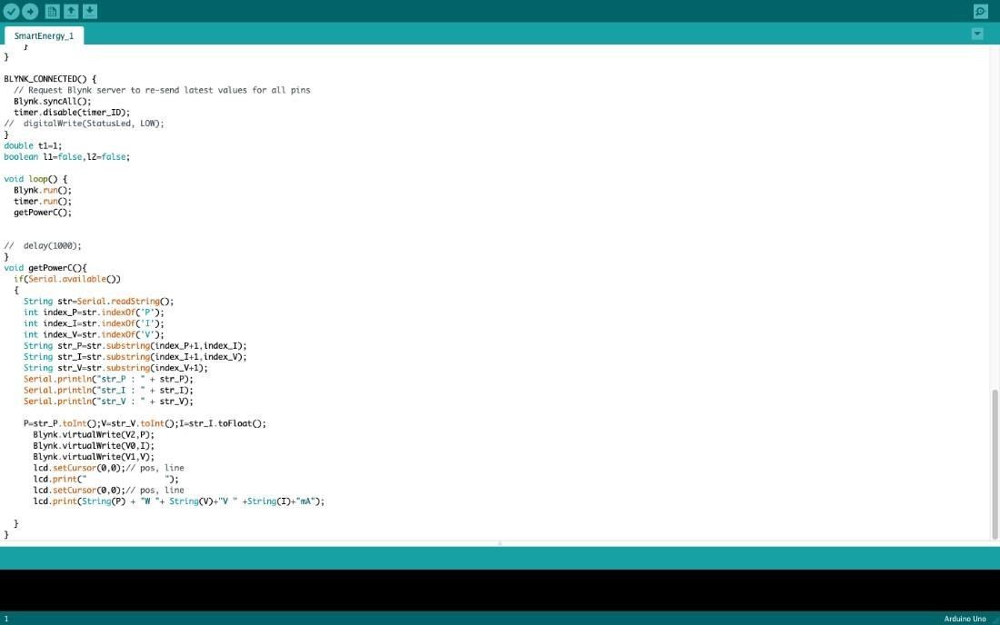 SmartEnergy_1
}
}
BLYNK_CONNECTED() {
// Request Blynk server to re-send latest values for all pins
Blynk.syncAll();
timer.disable(timer_ID);
//  digitalWrite(StatusLed, LOW);
}
double t1=1;
boolean l1=false,l2=false;
void loop() {
Blynk.run();
timer.run();
getPowerC();
//  delay(1000);
}
void getPowerC(){
if(Serial.available())
{
String str=Serial.readString();
int index_P=str.indexOf('P');
int index_I=str.indexOf('I');
int index_V=str.indexOf('V');
String str_P=str.substring(index_P+1,index_I);
String str_I=str.substring(index_I+1,index_V);
String str_V=str.substring(index_V+1);
Serial.println("str_P : " + str_P);
Serial.println("str_I : " + str_I);
Serial.println("str_V : " + str_V);
P=str_P.toInt();V=str_V.toInt();I=str_I.toFloat();
Blynk.virtualWrite(V2,P);
Blynk.virtualWrite(V0,I);
Blynk.virtualWrite(V1,V);
lcd.setCursor(0,0);// pos, line
lcd.print("                ");
lcd.setCursor(0,0);// pos, line
lcd.print(String(P) + "W "+ String(V)+"V " +String(I)+"mA");
}
}
1
Arduino Uno